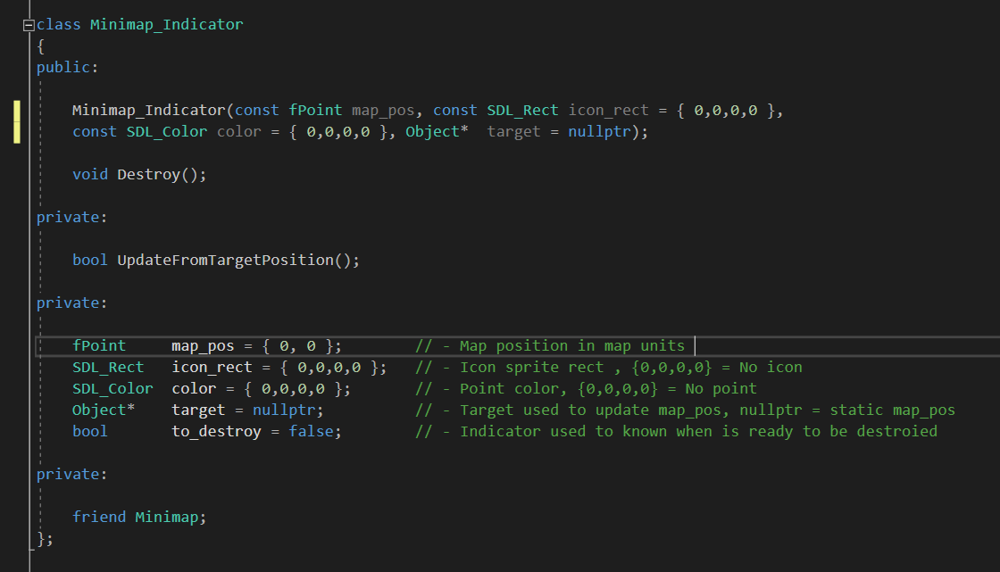 class Minimap_Indicator
{
public:
Minimap_Indicator(const fPoint map_pos, const SDL_Rect icon_rect = { 0,0,0,0 },
const SDL_Color color = { 0,0,0,0 }, Object*  target = nullptr);
void Destroy();
private:
bool UpdateFromTargetPosition();
private:
fPoint     map_pos = { 0, 0 };        // - Map position in map units
SDL_Rect   icon_rect = { 0,0,0,0 };   // - Icon sprite rect , {0,0,0,0} = No icon
SDL_Color  color = { 0,0,0,0 };       // - Point color, {0,0,0,0} = No point
Object*    target = nullptr;          // - Target used to update map_pos, nullptr = static map_pos
bool       to_destroy = false;        // - Indicator used to known when is ready to be destroied
private:
friend Minimap;
};